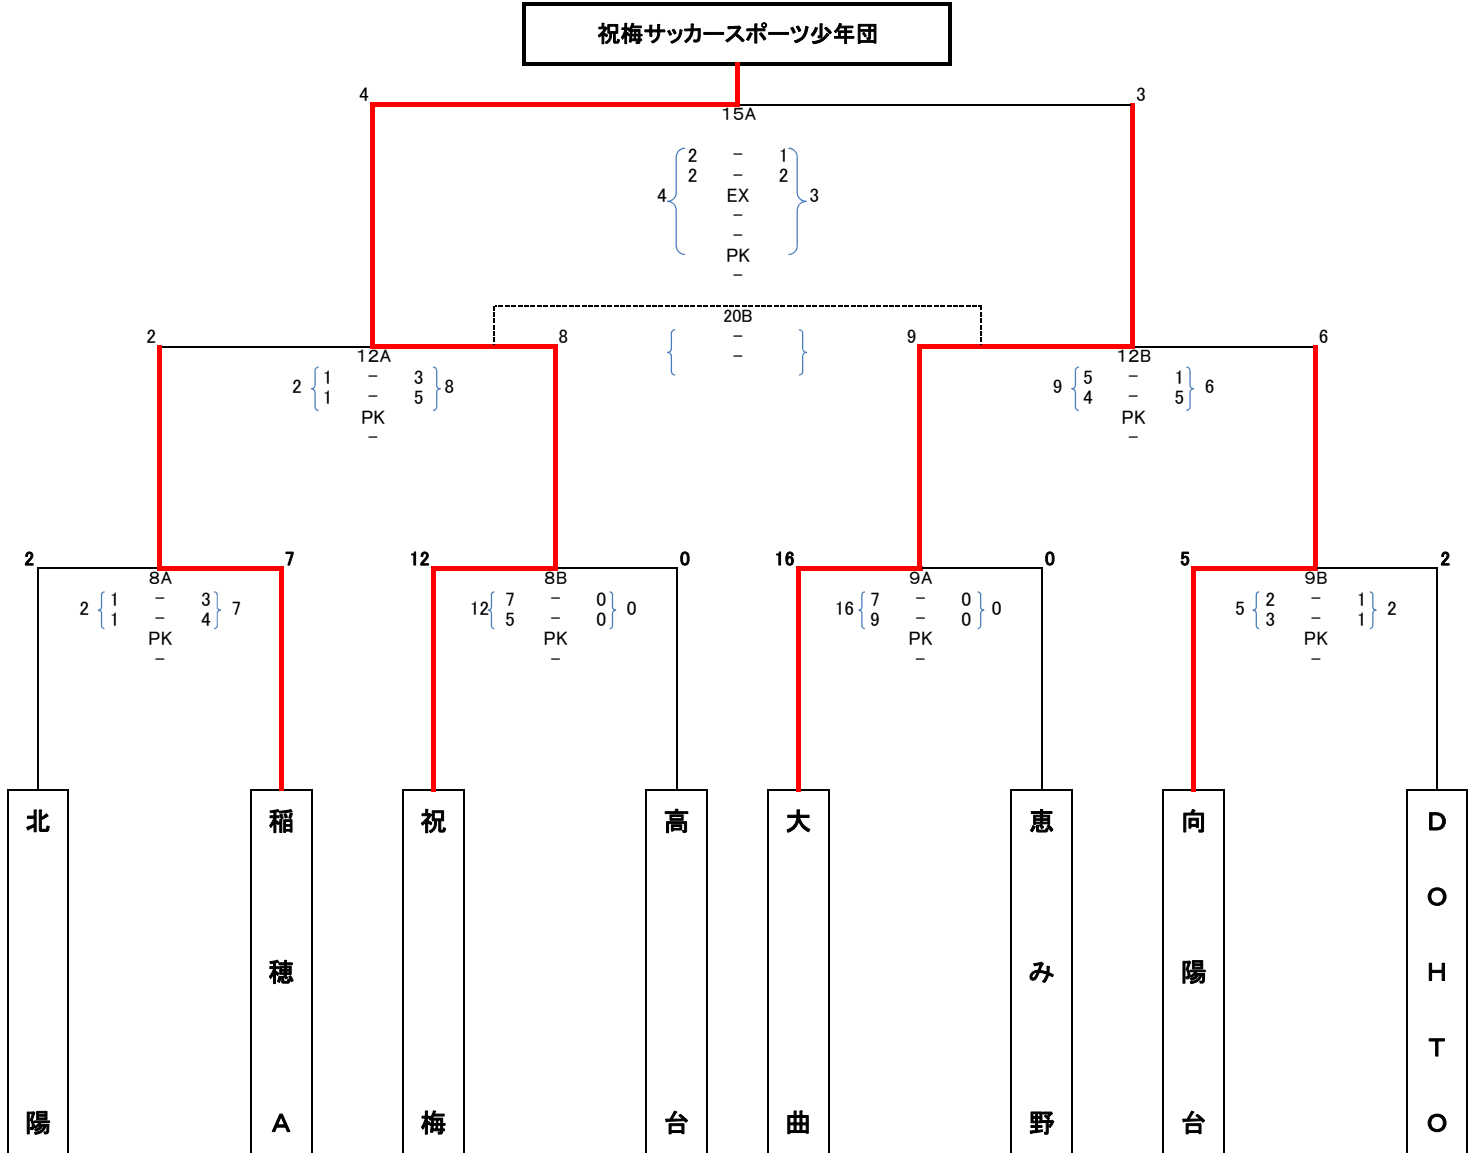 祝梅サッカースポーツ少年団
4 3
15A
2 － 1
2 － 2
4 EX 3
－
－
PK
－
20B
2 8 － 9 6
12A － 12B
1 － 3 5 － 1
2 8 9 6
1 － 5 4 － 5
PK PK
－ －
2 7 12 0 16 0 5 2
8A 8B 9A 9B
1 － 3 7 － 0 7 － 0 2 － 1
2 7 12 0 16 0 5 2
1 － 4 5 － 0 9 － 0 3 － 1
PK PK PK PK
－ － － －
北陽
稲穂A
祝梅
高台
大曲
恵み野
向陽台
DOHTO